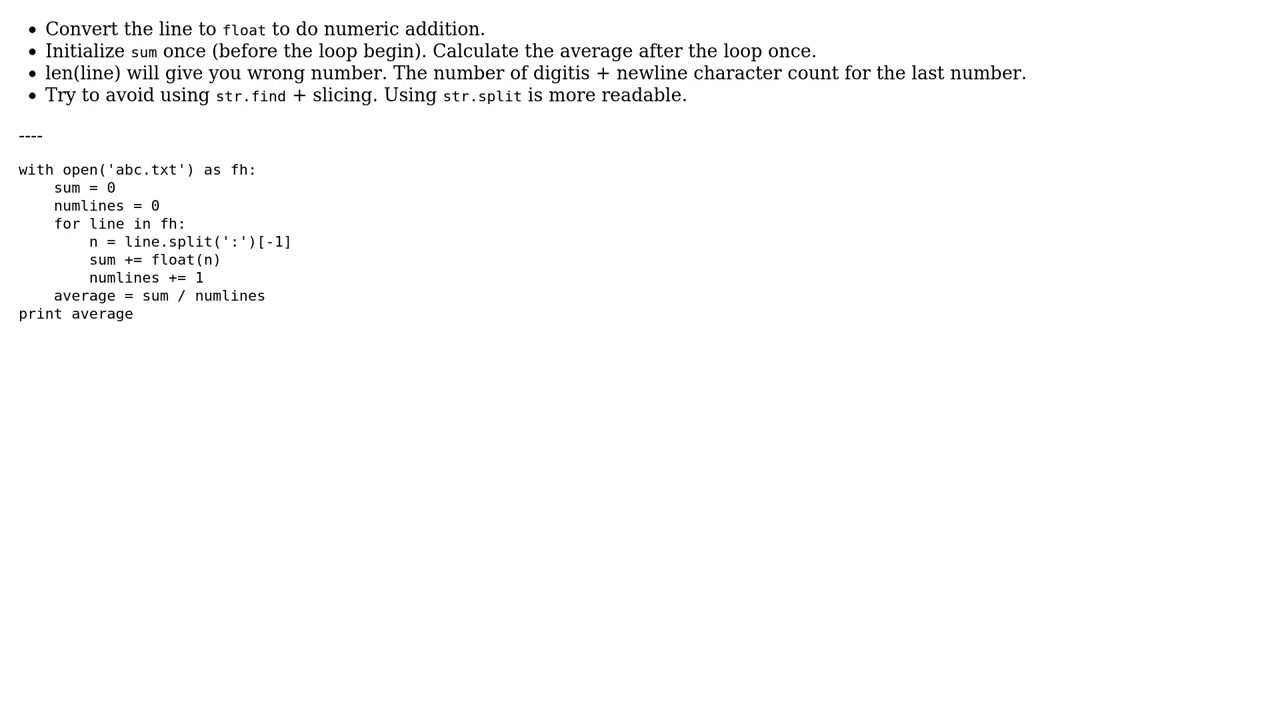 • Convert the line to float to do numeric addition.
• Initialize sum once (before the loop begin). Calculate the average after the loop once.
• len(line) will give you wrong number. The number of digitis + newline character count for the last number.
• Try to avoid using str.find + slicing. Using str.split is more readable.
----
with open('abc.txt') as fh:
    sum = 0
    numlines = 0
    for line in fh:
        n = line.split(':')[-1]
        sum += float(n)
        numlines += 1
    average = sum / numlines
print average